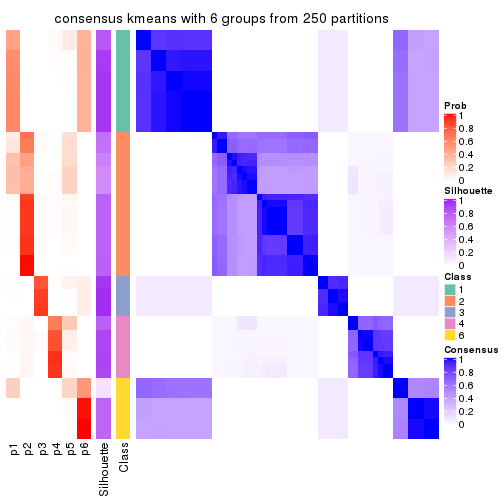 consensus kmeans with 6 groups from 250 partitions
Prob
1
0.8
0.6
0.4
0.2
0
Silhouette
1
0.8
0.6
0.4
0.2
0
Class
1
2
3
4
6
Consensus
1
0.8
0.6
0.4
0.2
0
p1
p2
p3
p4
p5
p6
Silhouette
Class